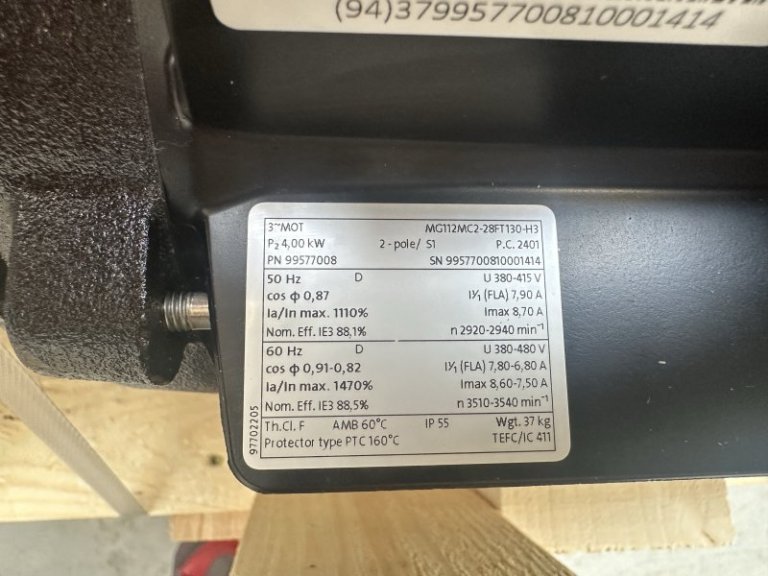 (94)379957700810001414
3~MOT MG112MC2-28FT130-H3
P2 4,00 kW 2-pole/ S1 P.C. 2401
PN 99577008 SN 9957700810001414
50 Hz D U 380-415 V
cos ϕ 0,87 I1/1 (FLA) 7,90 A
Ia/In max. 1110% Imax 8,70 A
Nom. Eff. IE3 88,1% n 2920-2940 min⁻¹
60 Hz D U 380-480 V
cos ϕ 0,91-0,82 I1/1 (FLA) 7,80-6,80 A
Ia/In max. 1470% Imax 8,60-7,50 A
Nom. Eff. IE3 88,5% n 3510-3540 min⁻¹
Th.Cl. F AMB 60°C IP 55 Wgt. 37 kg
Protector type PTC 160°C TEFC/IC 411
97702205